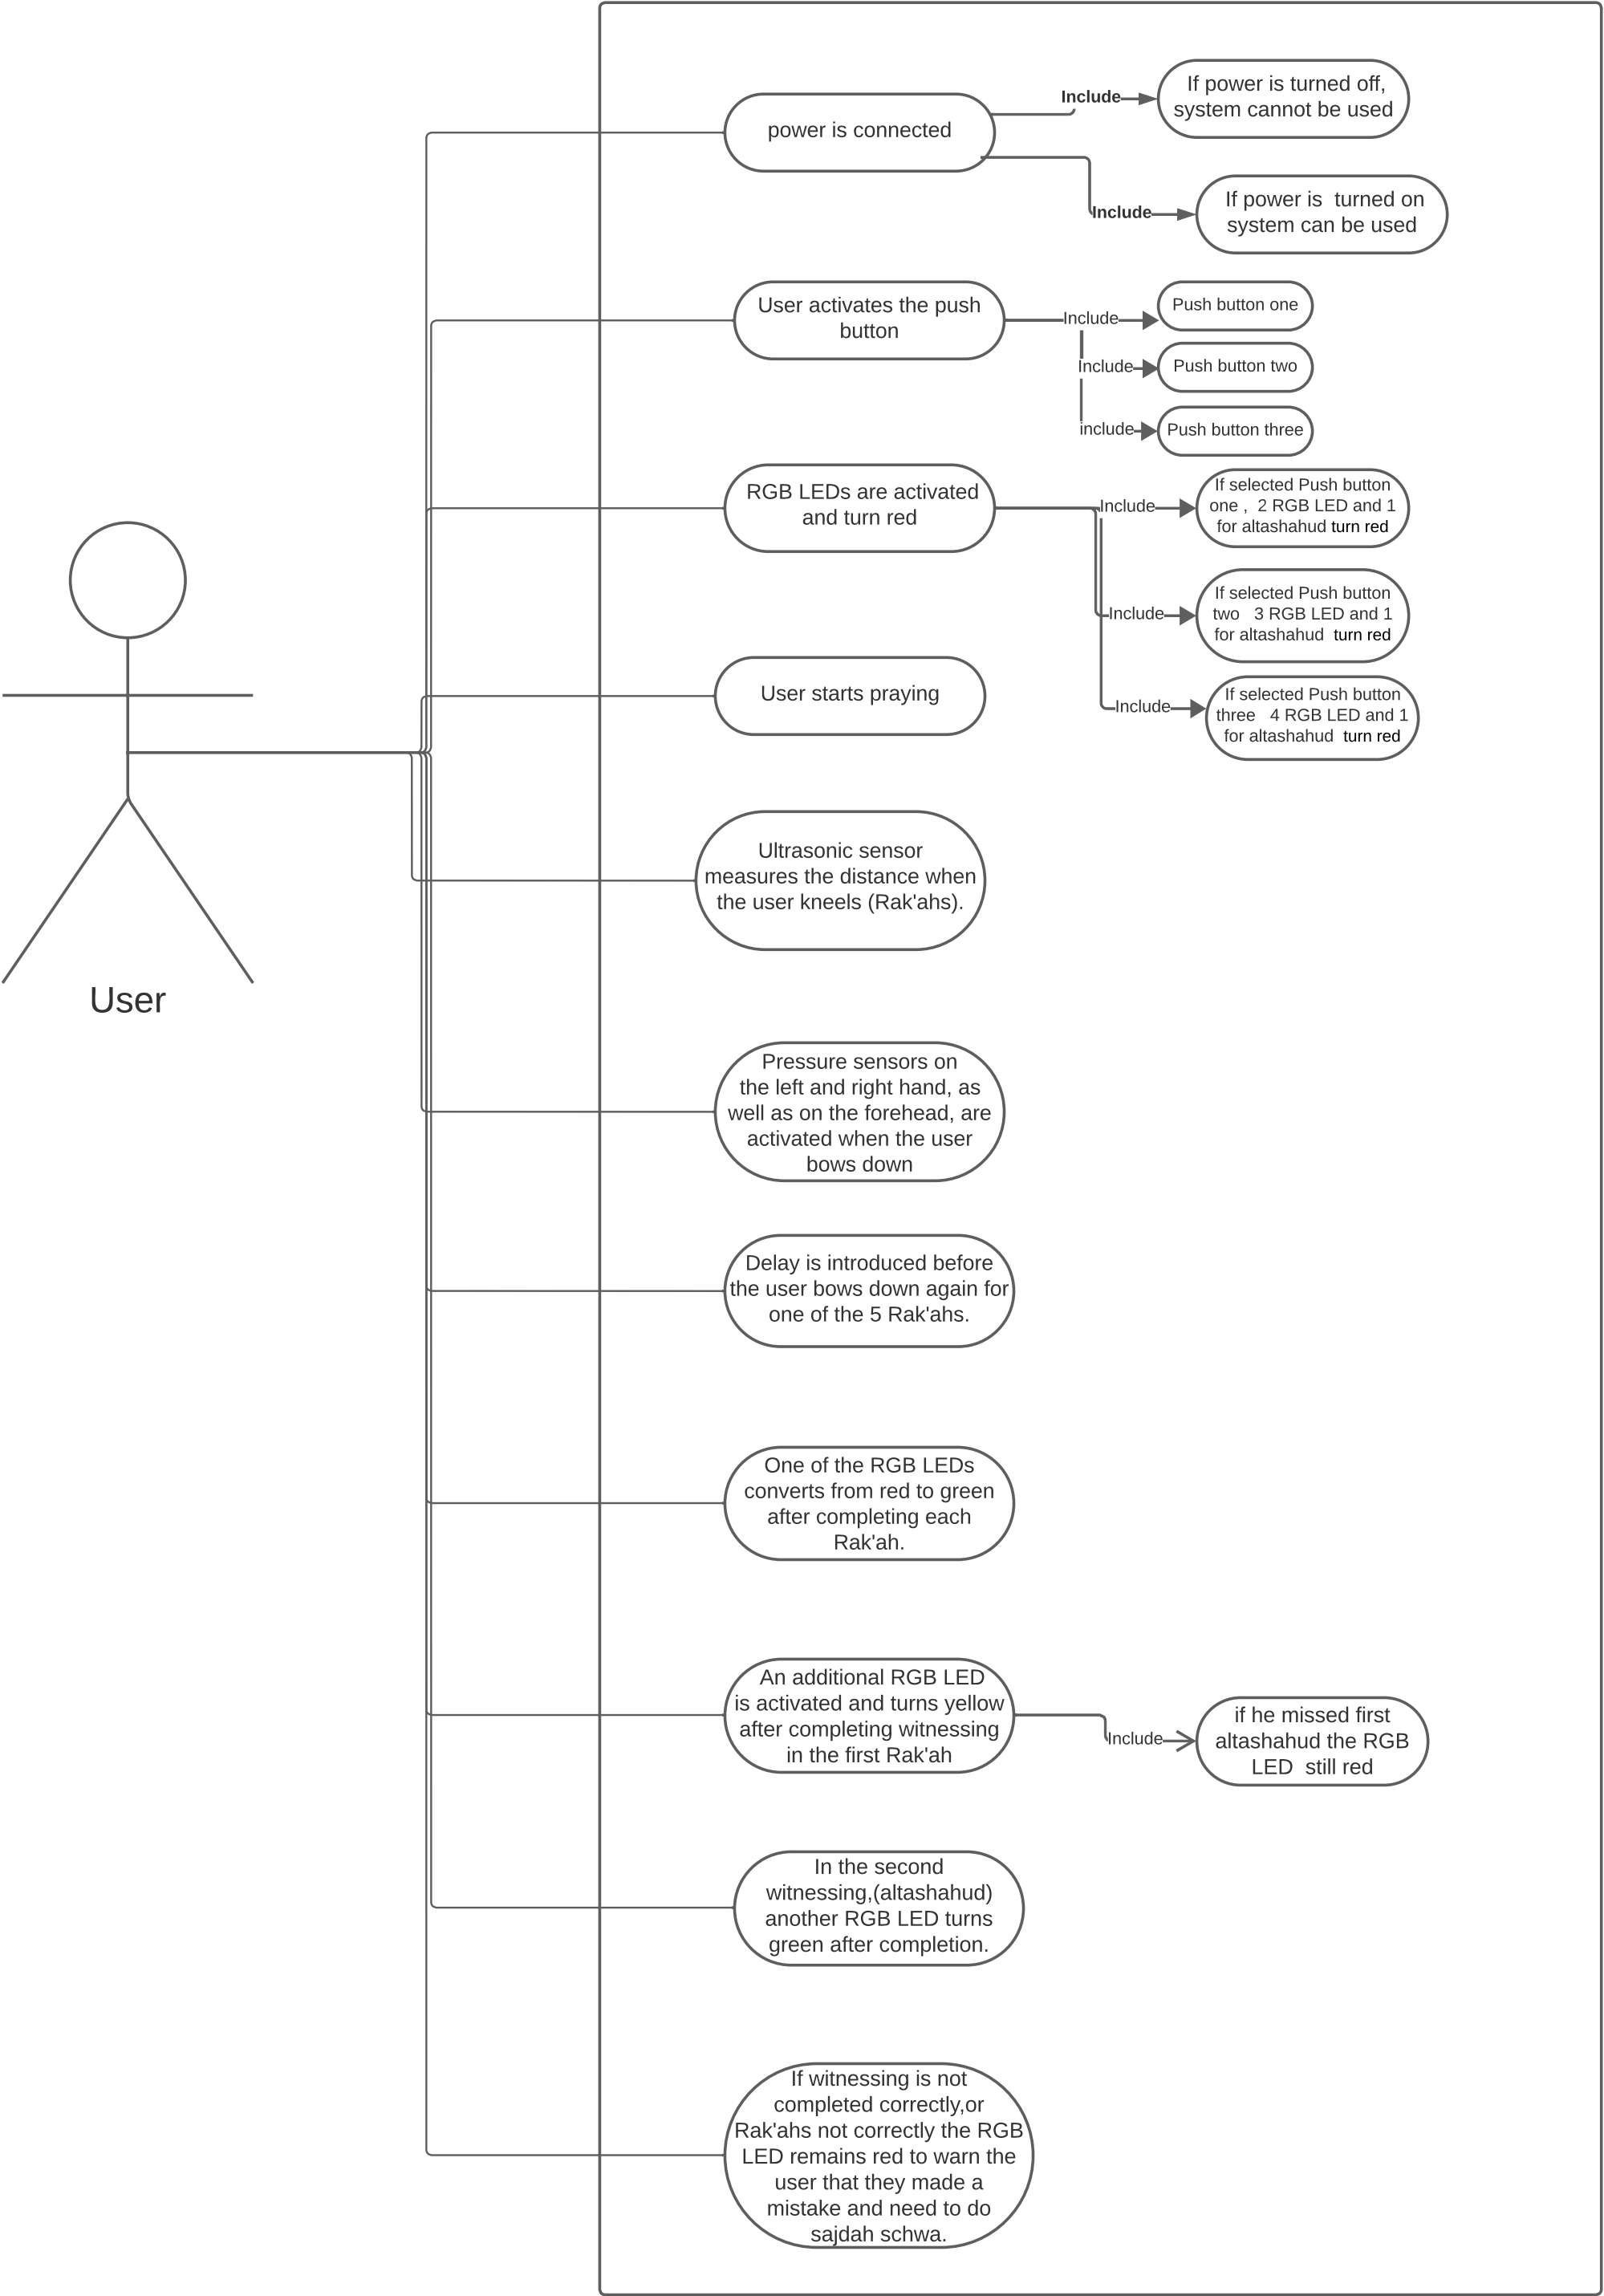 power is connected
Include
If power is turned off,
system cannot be used
Include
If power is  turned on
system can be used
User activates the push
button
Include
Push button one
Include
Push button two
include
Push button three
RGB LEDs are activated
and turn red
Include
If selected Push button
one ,  2 RGB LED and 1
for altashahud turn red
Include
If selected Push button
two   3 RGB LED and 1
for altashahud  turn red
Include
If selected Push button
three   4 RGB LED and 1
for altashahud  turn red
User starts praying
Ultrasonic sensor
measures the distance when
the user kneels (Rak'ahs).
User
Pressure sensors on
the left and right hand, as
well as on the forehead, are
activated when the user
bows down
Delay is introduced before
the user bows down again for
one of the 5 Rak'ahs.
One of the RGB LEDs
converts from red to green
after completing each
Rak'ah.
An additional RGB LED
is activated and turns yellow
after completing witnessing
in the first Rak'ah
Include
if he missed first
altashahud the RGB
LED  still red
In the second
witnessing,(altashahud)
another RGB LED turns
green after completion.
If witnessing is not
completed correctly,or
Rak'ahs not correctly the RGB
LED remains red to warn the
user that they made a
mistake and need to do
sajdah schwa.